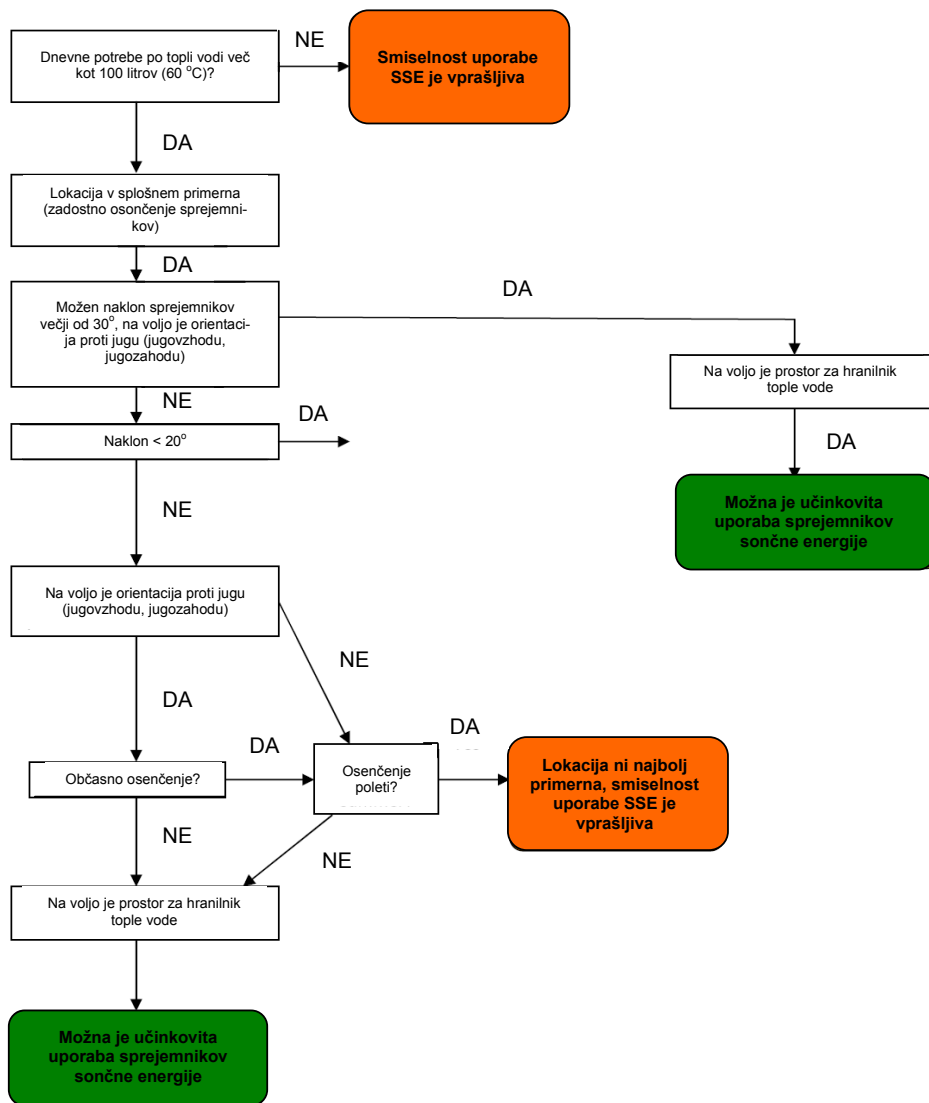 Dnevne potrebe po topli vodi več
kot 100 litrov (60 °C)?
NE
Smiselnost uporabe
SSE je vprašljiva
DA
Lokacija v splošnem primerna
(zadostno osončenje sprejemni-
kov)
DA
Možen naklon sprejemnikov
večji od 30°, na voljo je orientaci-
ja proti jugu (jugovzhodu,
jugozahodu)
DA
Na voljo je prostor za hranilnik
tople vode
NE
DA
Naklon < 20°
DA
Možna je učinkovita
uporaba sprejemnikov
sončne energije
NE
Na voljo je orientacija proti jugu
(jugovzhodu, jugozahodu)
NE
DA
DA
DA
Občasno osenčenje?
Osenčenje
poleti?
Lokacija ni najbolj
primerna, smiselnost
uporabe SSE je
vprašljiva
NE
NE
Na voljo je prostor za hranilnik
tople vode
Možna je učinkovita
uporaba sprejemnikov
sončne energije